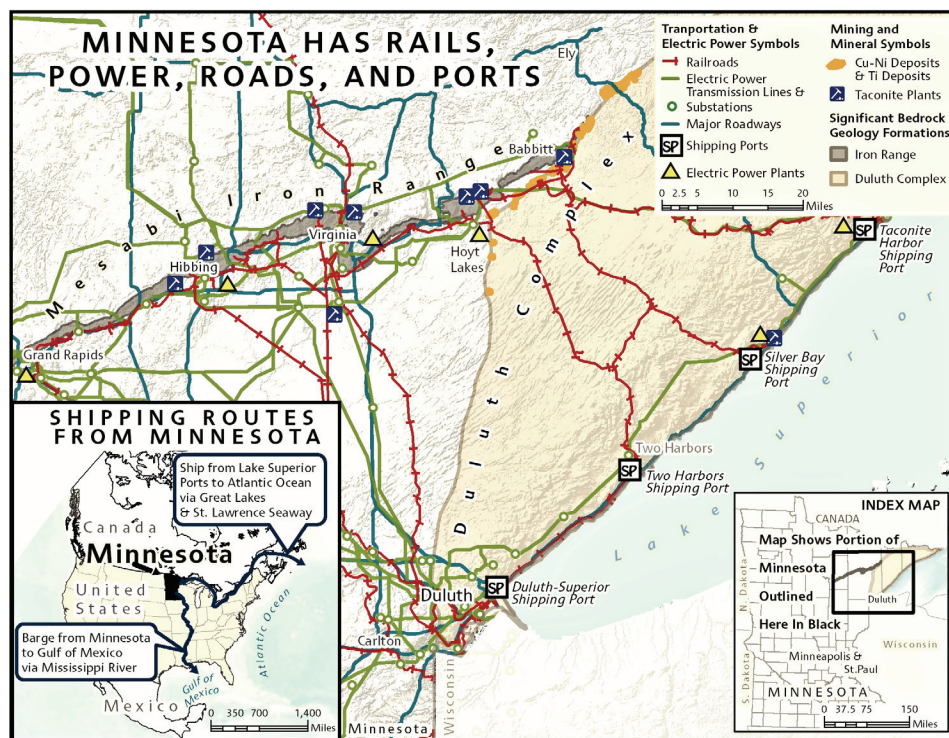 MINNESOTA HAS RAILS,
POWER, ROADS, AND PORTS
Tranportation &
Electric Power Symbols
Railroads
Electric Power
Transmission Lines &
Substations
Major Roadways
SP Shipping Ports
Electric Power Plants
0 2.5 5 10 15 20
Miles
Mining and
Mineral Symbols
Cu-Ni Deposits
& Ti Deposits
Taconite Plants
Significant Bedrock
Geology Formations
Iron Range
Duluth Complex
Ely
Babbitt
Mesabi Iron Range
Virginia
Hoyt
Lakes
Hibbing
Grand Rapids
Duluth Complex
SP
Taconite
Harbor
Shipping
Port
SP
Silver Bay
Shipping
Port
Two Harbors
SP
Two Harbors
Shipping Port
Lake Superior
SP
Duluth-Superior
Shipping Port
Duluth
Carlton
Wisconsin
Minnesota
SHIPPING ROUTES
FROM MINNESOTA
Ship from Lake Superior
Ports to Atlantic Ocean
via Great Lakes
& St. Lawrence Seaway
Canada
Minnesota
United
States
Barge from Minnesota
to Gulf of Mexico
via Mississippi River
Atlantic Ocean
Gulf of
Mexico
Mexico
0 350 700 1,400
Miles
INDEX MAP
CANADA
Map Shows Portion of
Minnesota
Outlined
Here In Black
N. Dakota
S. Dakota
Duluth
Wisconsin
Minneapolis &
St.Paul
MINNESOTA
0 37.5 75 150
Miles